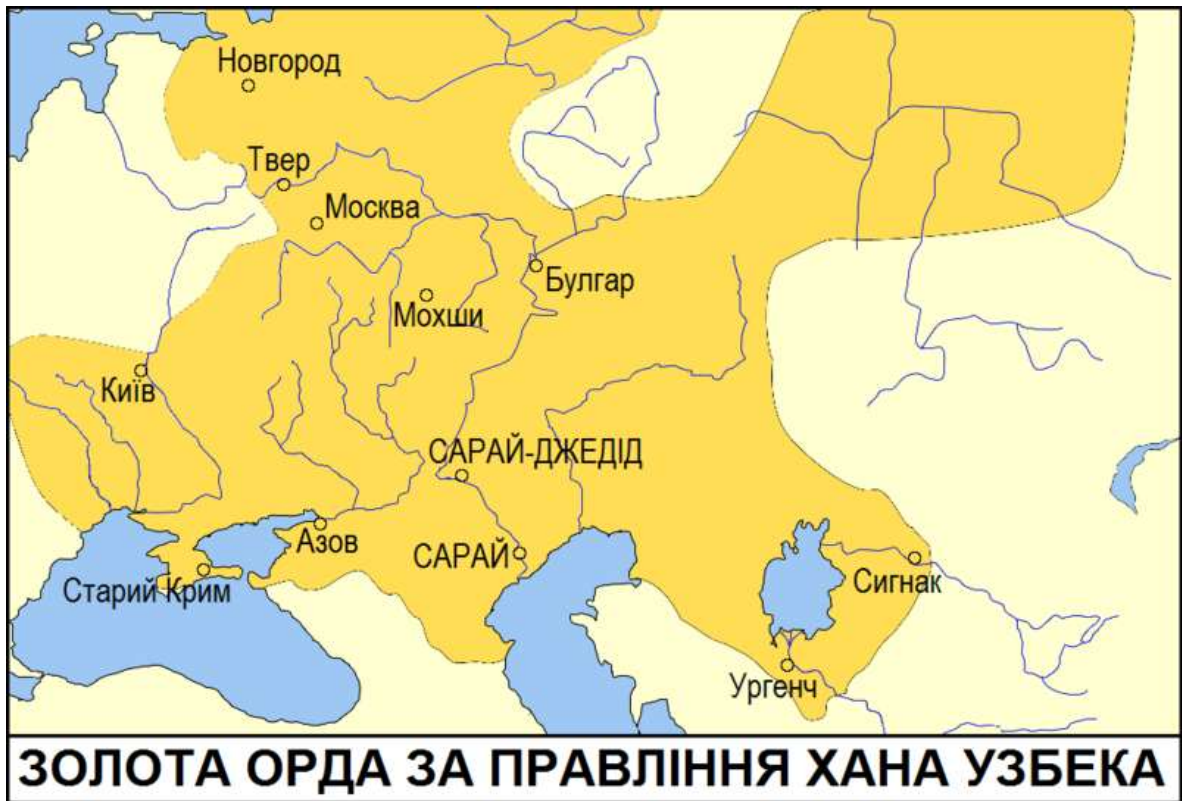 Новгород
Твер
Москва
Булгар
Мохши
Київ
САРАЙ-ДЖЕДІД
Азов
САРАЙ
Старий Крим
Сигнак
Ургенч
ЗОЛОТА ОРДА ЗА ПРАВЛІННЯ ХАНА УЗБЕКА